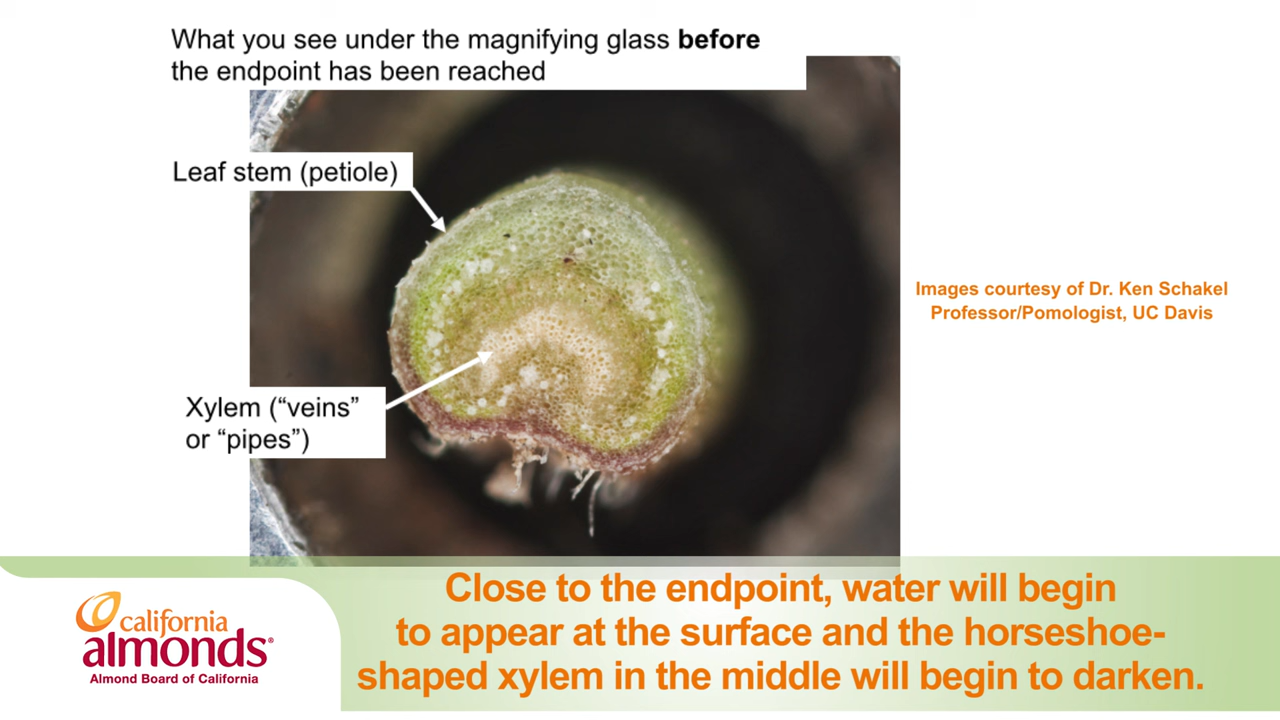 What you see under the magnifying glass before
the endpoint has been reached
Leaf stem (petiole)
Xylem (“veins”
or “pipes”)
Images courtesy of Dr. Ken Schakel
Professor/Pomologist, UC Davis
Close to the endpoint, water will begin
to appear at the surface and the horseshoe-
shaped xylem in the middle will begin to darken.
california
almonds®
Almond Board of California